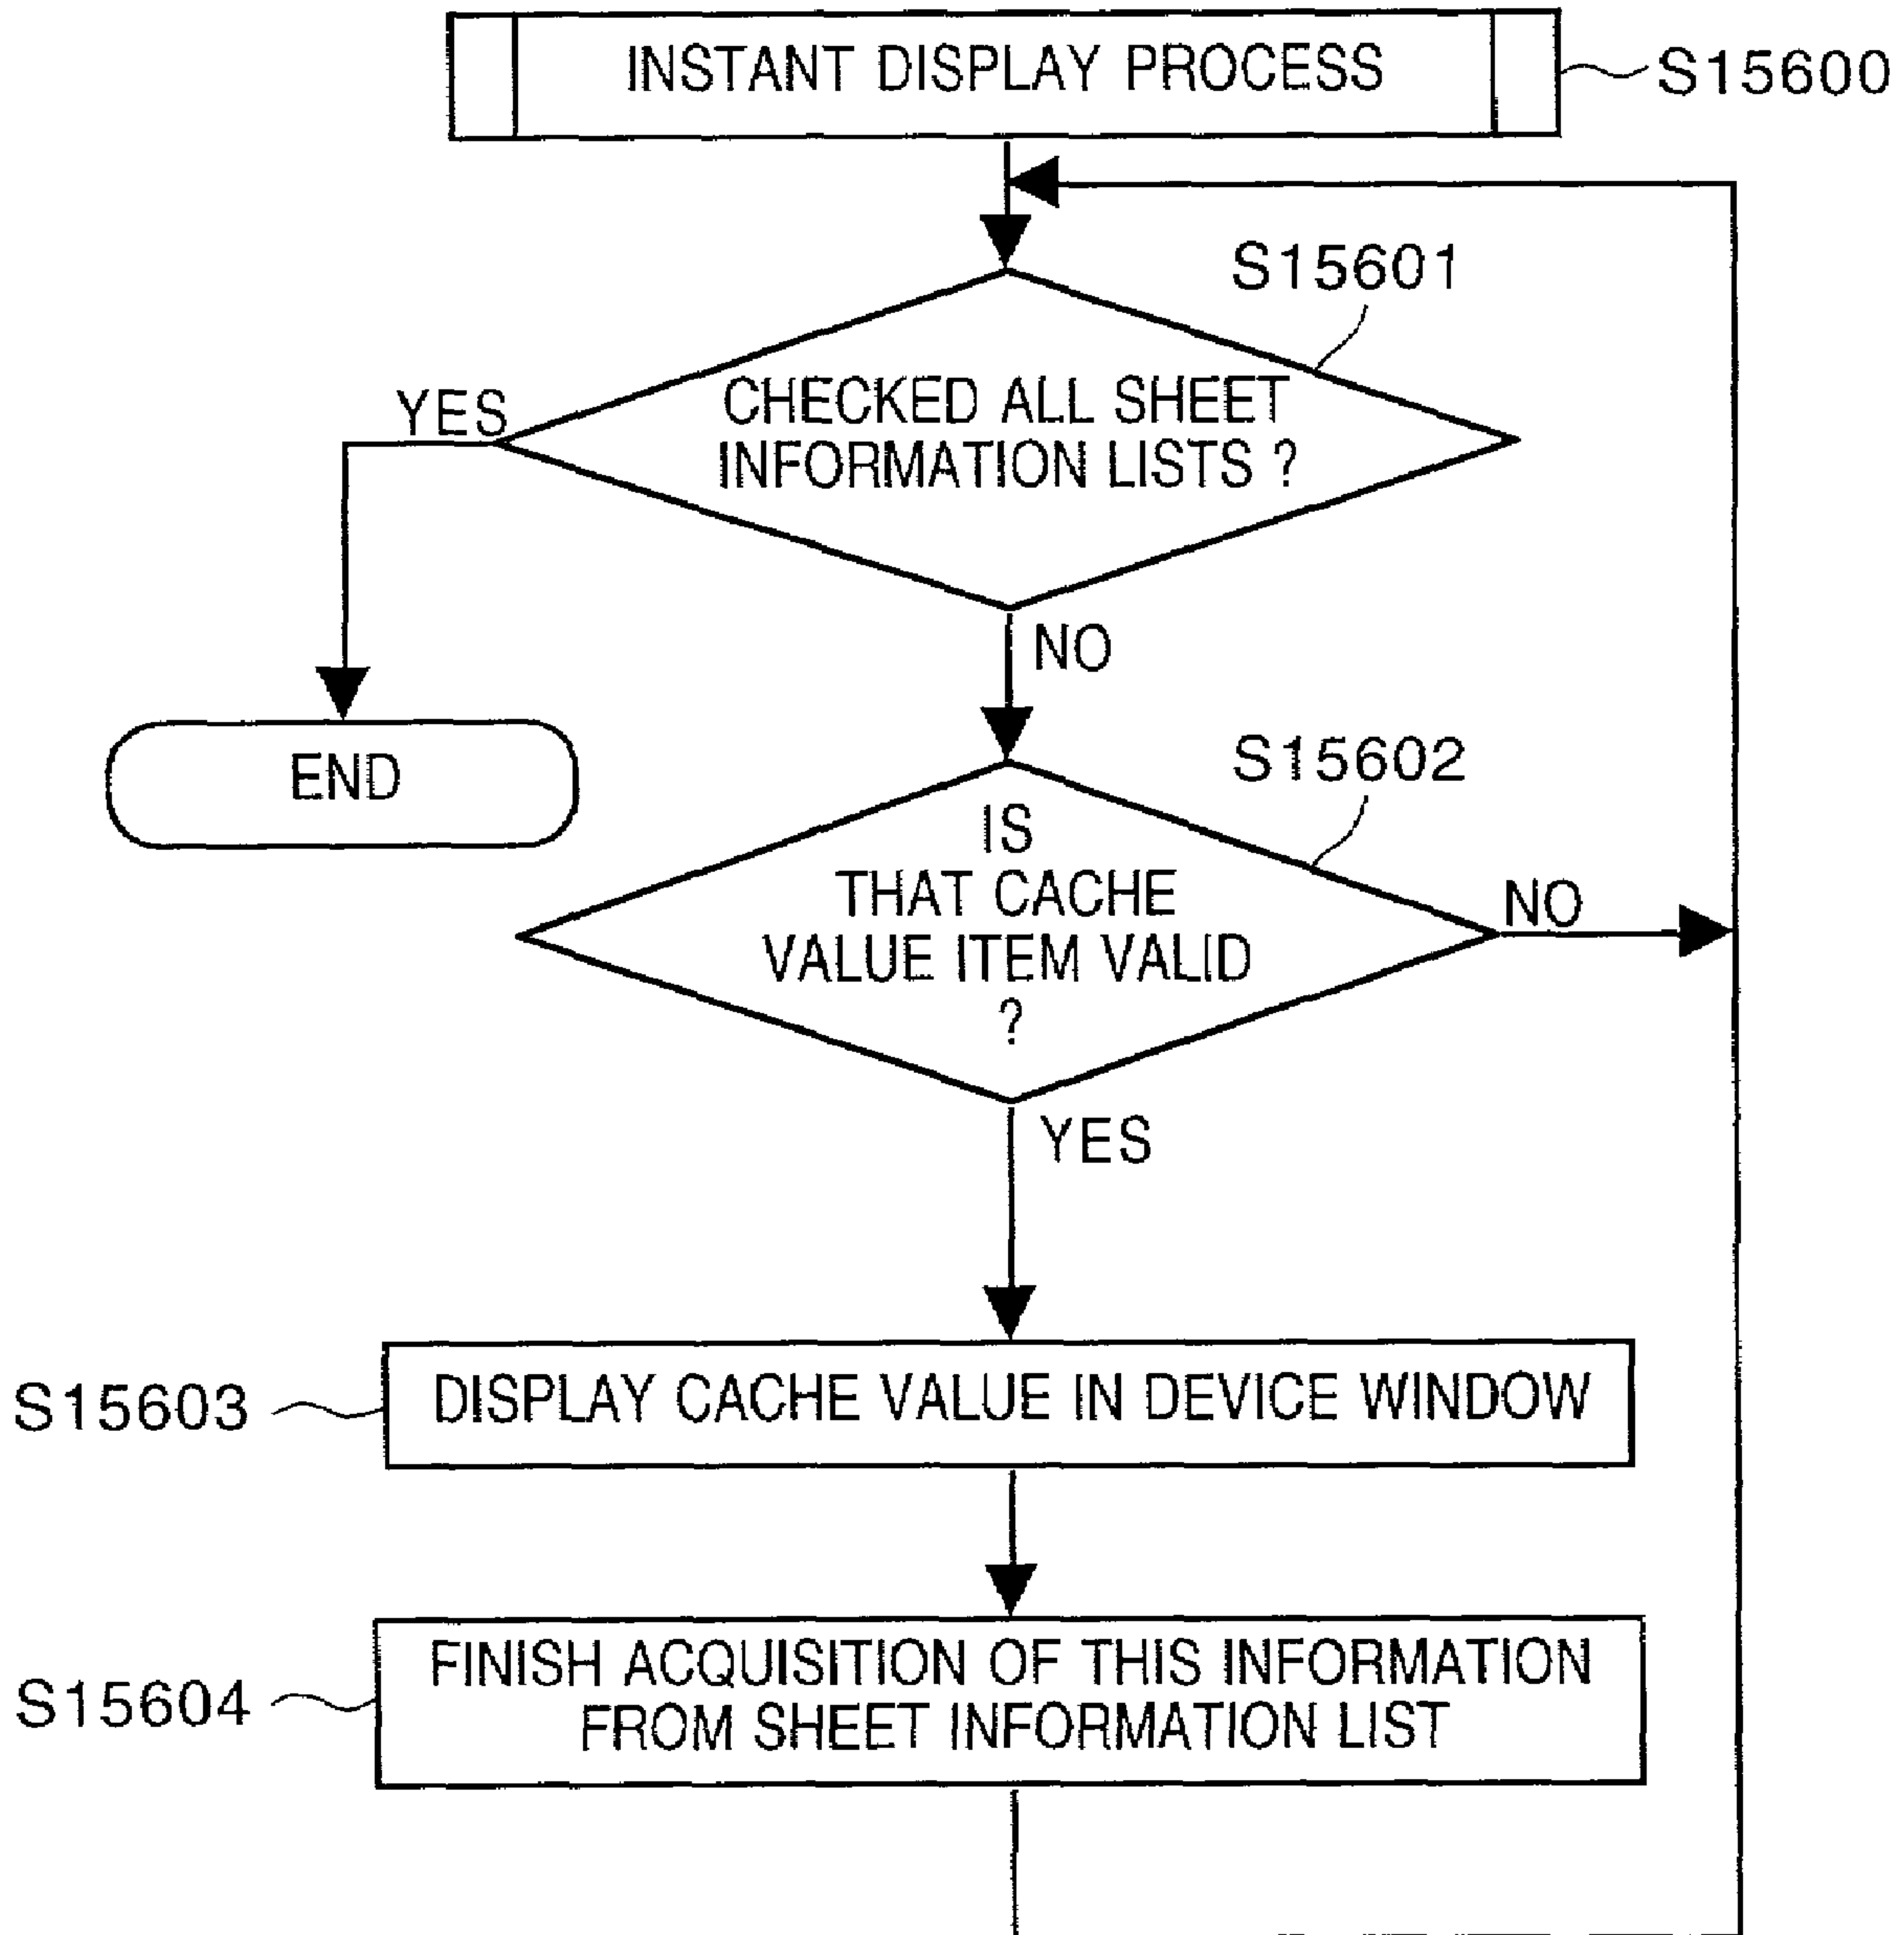 INSTANT DISPLAY PROCESS
S15600
S15601
CHECKED ALL SHEET
INFORMATION LISTS ?
YES
NO
END
S15602
IS
THAT CACHE
VALUE ITEM VALID
?
NO
YES
S15603
DISPLAY CACHE VALUE IN DEVICE WINDOW
S15604
FINISH ACQUISITION OF THIS INFORMATION
FROM SHEET INFORMATION LIST